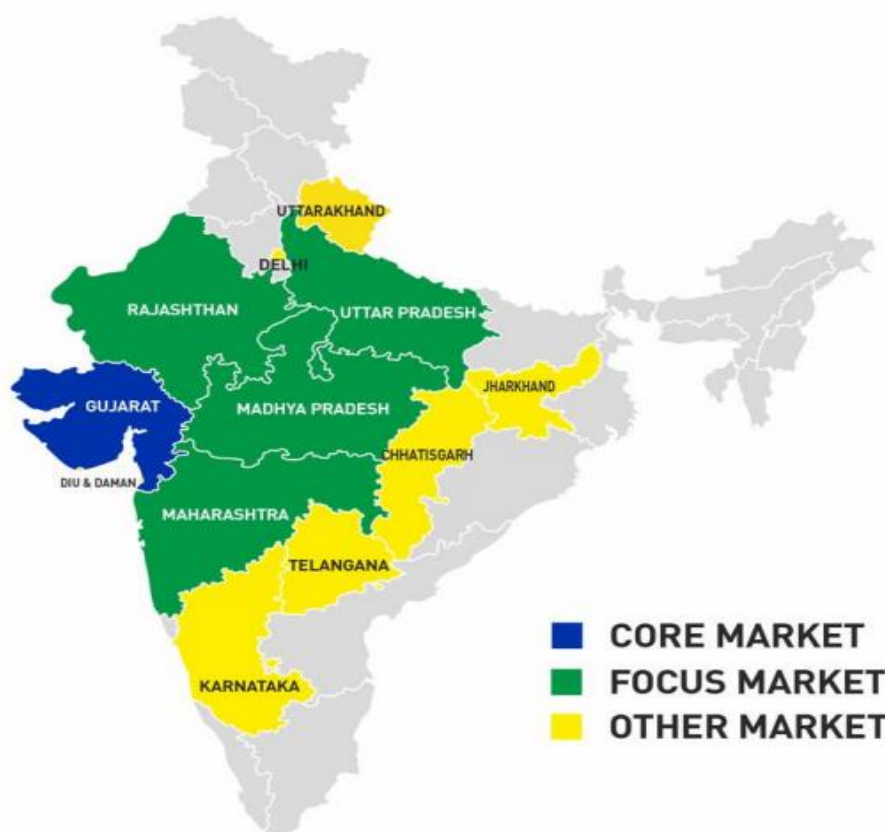 UTTARAKHAND
DELHI
RAJASHTHAN
UTTAR PRADESH
JHARKHAND
GUJARAT
MADHYA PRADESH
CHHATISGARH
DIU & DAMAN
MAHARASHTRA
TELANGANA
KARNATAKA
CORE MARKET
FOCUS MARKET
OTHER MARKET